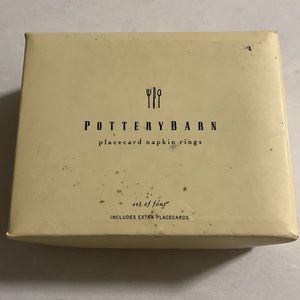 POTTERYBARN
placecard napkin rings
set of four
INCLUDES EXTRA PLACECARDS